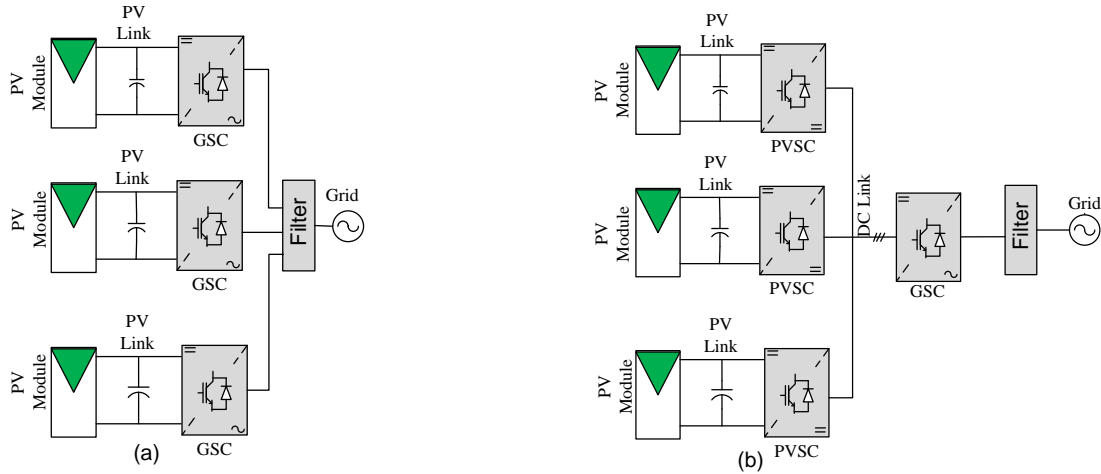 PV
Link
PV
Module
GSC
PV
Link
PV
Module
GSC
PV
Link
PV
Module
GSC
Filter
Grid
(a)
PV
Link
PV
Module
PVSC
PV
Link
PV
Module
PVSC
PV
Link
PV
Module
PVSC
DC Link
GSC
Filter
Grid
(b)